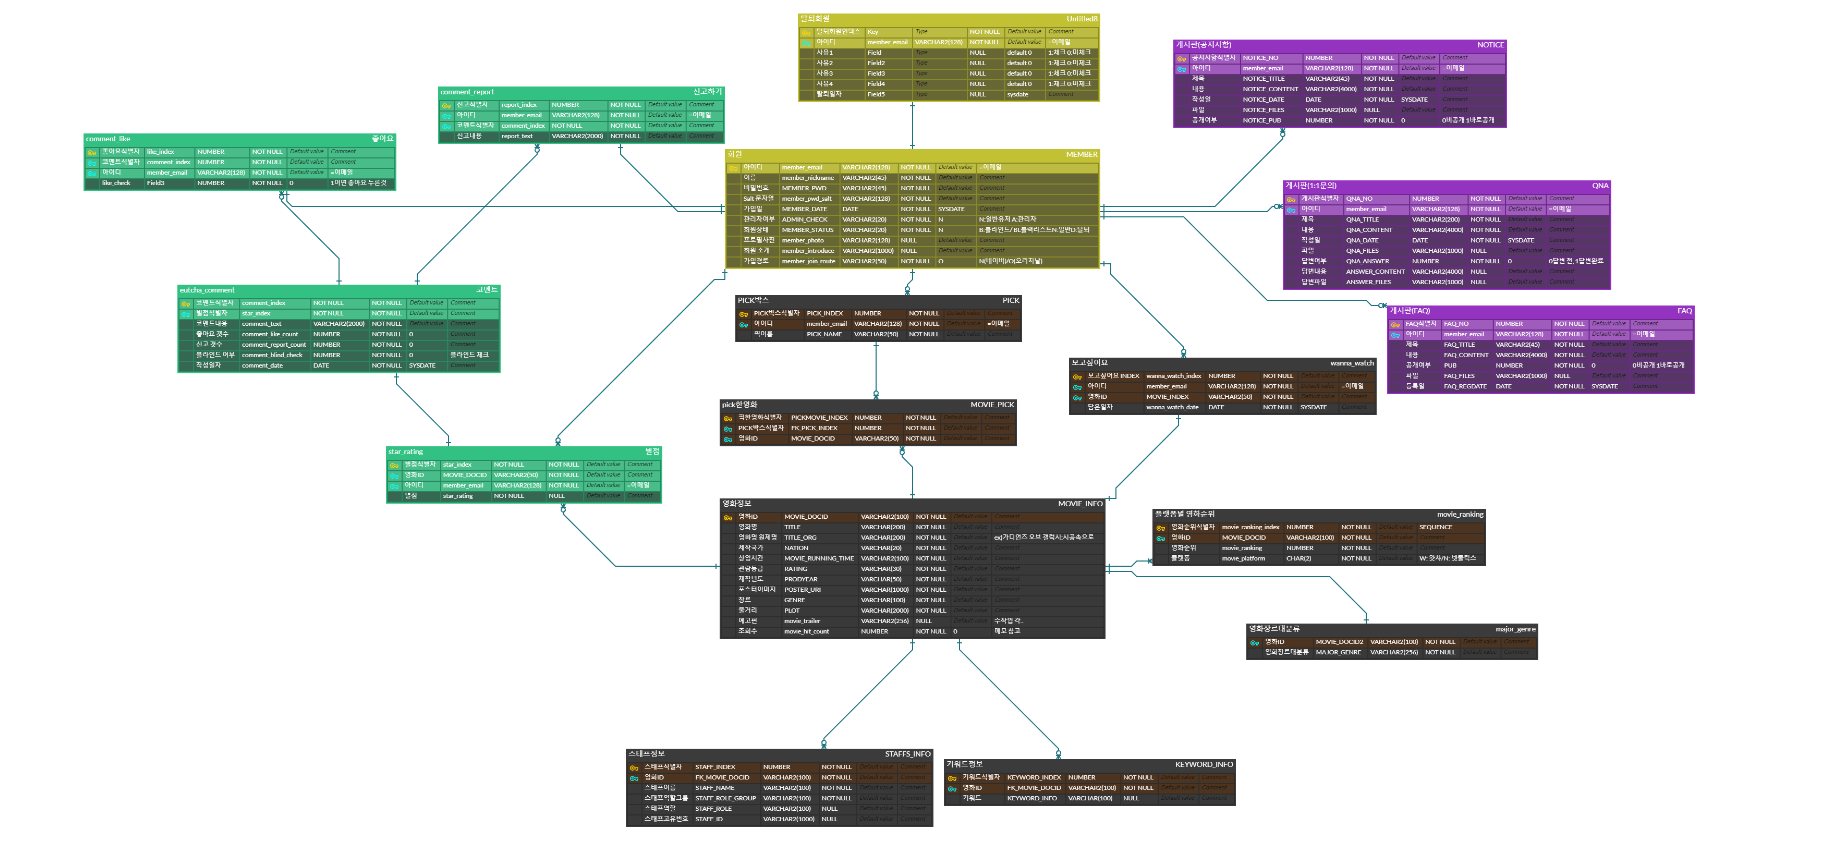 탈퇴회원 Untitled8
Key Type NOT NULL Default value Comment
아이디 member_email VARCHAR2(128) NOT NULL Default value =이메일
사유1 Field Type NULL default 0 1:체크 0:미체크
사유2 Field2 Type NULL default 0 1:체크 0:미체크
사유3 Field3 Type NULL default 0 1:체크 0:미체크
사유4 Field4 Type NULL default 0 1:체크 0:미체크
탈퇴일자 Field5 Type NULL sysdate Comment
게시판(공지사항) NOTICE
공지사항식별자 NOTICE_NO NUMBER NOT NULL Default value Comment
아이디 member_email VARCHAR2(128) NOT NULL Default value =이메일
제목 NOTICE_TITLE VARCHAR2(45) NOT NULL Default value Comment
내용 NOTICE_CONTENT VARCHAR2(4000) NOT NULL Default value Comment
작성일 NOTICE_DATE DATE NOT NULL SYSDATE Comment
파일 NOTICE_FILES VARCHAR2(1000) NULL Default value Comment
공개여부 NOTICE_PUB NUMBER NOT NULL 0 0비공개 1바로공개
comment_report 신고하기
신고식별자 report_index NUMBER NOT NULL Default value Comment
아이디 member_email VARCHAR2(128) NOT NULL Default value =이메일
코멘트식별자 comment_index NOT NULL NOT NULL Default value Comment
신고내용 report_text VARCHAR2(2000) NOT NULL Default value Comment
comment_like 좋아요
좋아요식별자 like_index NUMBER NOT NULL Default value Comment
코멘트식별자 comment_index NUMBER NOT NULL Default value Comment
아이디 member_email VARCHAR2(128) NOT NULL Default value =이메일
like_check Field3 NUMBER NOT NULL 0 1이면 좋아요 누른것
회원 MEMBER
아이디 member_email VARCHAR2(128) NOT NULL Default value =이메일
이름 member_nickname VARCHAR2(45) NOT NULL Default value Comment
비밀번호 MEMBER_PWD VARCHAR2(45) NOT NULL Default value Comment
Salt 문자열 member_pwd_salt VARCHAR2(128) NOT NULL Default value Comment
가입일 MEMBER_DATE DATE NOT NULL SYSDATE Comment
관리자여부 ADMIN_CHECK VARCHAR2(20) NOT NULL N N:일반유저 A:관리자
회원상태 MEMBER_STATUS VARCHAR2(20) NOT NULL N B:블라인드/ BL블랙리스트N:일반D:탈퇴
프로필사진 member_photo VARCHAR2(128) NULL Default value Comment
회원 소개 member_introduce VARCHAR2(1000) NULL Default value Comment
가입경로 member_join_route VARCHAR2(50) NOT NULL O N(네이버)/O(오리지널)
게시판(1:1문의) QNA
게시판식별자 QNA_NO NUMBER NOT NULL Default value Comment
아이디 member_email VARCHAR2(128) NOT NULL Default value =이메일
제목 QNA_TITLE VARCHAR2(200) NOT NULL Default value Comment
내용 QNA_CONTENT VARCHAR2(4000) NOT NULL Default value Comment
작성일 QNA_DATE DATE NOT NULL SYSDATE Comment
파일 QNA_FILES VARCHAR2(1000) NULL Default value Comment
답변여부 QNA_ANSWER NUMBER NOT NULL 0 0답변 전, 1답변완료
답변내용 ANSWER_CONTENT VARCHAR2(4000) NULL Default value Comment
답변파일 ANSWER_FILES VARCHAR2(1000) NULL Default value Comment
eutcha_comment 코멘트
코멘트식별자 comment_index NOT NULL NOT NULL Default value Comment
별점식별자 star_index NOT NULL NOT NULL Default value Comment
코멘트내용 comment_text VARCHAR2(2000) NOT NULL Default value Comment
좋아요 갯수 comment_like_count NUMBER NOT NULL 0 Comment
신고 갯수 comment_report_count NUMBER NOT NULL 0 Comment
블라인드 여부 comment_blind_check NUMBER NOT NULL 0 블라인드 체크
작성일자 comment_date DATE NOT NULL SYSDATE Comment
PICK박스 PICK
PICK박스식별자 PICK_INDEX NUMBER NOT NULL Default value Comment
아이디 member_email VARCHAR2(128) NOT NULL Default value =이메일
픽이름 PICK_NAME VARCHAR2(50) NOT NULL Default value Comment
게시판(FAQ) FAQ
FAQ식별자 FAQ_NO NUMBER NOT NULL Default value Comment
아이디 member_email VARCHAR2(128) NOT NULL Default value =이메일
제목 FAQ_TITLE VARCHAR2(45) NOT NULL Default value Comment
내용 FAQ_CONTENT VARCHAR2(4000) NOT NULL Default value Comment
공개여부 PUB NUMBER NOT NULL 0 0비공개 1바로공개
파일 FAQ_FILES VARCHAR2(1000) NULL Default value Comment
등록일 FAQ_REGDATE DATE NOT NULL SYSDATE Comment
보고싶어요 wanna_watch
보고싶어요 INDEX wanna_watch_index NUMBER NOT NULL Default value Comment
아이디 member_email VARCHAR2(128) NOT NULL Default value =이메일
영화ID MOVIE_INDEX VARCHAR2(50) NOT NULL Default value Comment
담은일자 wanna_watch_date DATE NOT NULL SYSDATE Comment
pick한영화 MOVIE_PICK
픽한영화식별자 PICKMOVIE_INDEX NUMBER NOT NULL Default value Comment
PICK박스식별자 FK_PICK_INDEX NUMBER NOT NULL Default value Comment
영화ID MOVIE_DOCID VARCHAR2(50) NOT NULL Default value Comment
star_rating 별점
별점식별자 star_index NOT NULL NOT NULL Default value Comment
영화ID MOVIE_DOCID VARCHAR2(50) NOT NULL Default value Comment
아이디 member_email VARCHAR2(128) NOT NULL Default value =이메일
별점 star_rating NOT NULL NULL Default value Comment
영화정보 MOVIE_INFO
영화ID MOVIE_DOCID VARCHAR2(100) NOT NULL Default value Comment
영화명 TITLE VARCHAR(200) NOT NULL Default value Comment
영화명 원제명 TITLE_ORG VARCHAR(200) NOT NULL Default value ex)가디언즈 오브 갤럭시:시공속으로
제작국가 NATION VARCHAR(20) NOT NULL Default value Comment
상영시간 MOVIE_RUNNING_TIME VARCHAR2(100) NOT NULL Default value Comment
관람등급 RATING VARCHAR(30) NOT NULL Default value Comment
제작년도 PRODYEAR VARCHAR(50) NOT NULL Default value Comment
포스터이미지 POSTER_URI VARCHAR(1000) NOT NULL Default value Comment
장르 GENRE VARCHAR(100) NOT NULL Default value Comment
줄거리 PLOT VARCHAR(2000) NOT NULL Default value Comment
예고편 movie_trailer VARCHAR2(256) NULL Default value 수작업 각..
조회수 movie_hit_count NUMBER NOT NULL 0 메모 참고
플랫폼별 영화순위 movie_ranking
영화순위식별자 movie_ranking_index NUMBER NOT NULL Default value SEQUENCE
영화ID MOVIE_DOCID VARCHAR2(100) NOT NULL Default value Comment
영화순위 movie_ranking NUMBER NOT NULL Default value Comment
플랫폼 movie_platform CHAR(2) NOT NULL Default value W: 왓챠/N: 넷플릭스
영화장르대분류 major_genre
영화ID MOVIE_DOCID2 VARCHAR2(100) NOT NULL Default value Comment
영화장르대분류 MAJOR_GENRE VARCHAR2(256) NOT NULL Default value Comment
스태프정보 STAFFS_INFO
스태프식별자 STAFF_INDEX NUMBER NOT NULL Default value Comment
영화ID FK_MOVIE_DOCID VARCHAR2(100) NOT NULL Default value Comment
스태프이름 STAFF_NAME VARCHAR2(100) NOT NULL Default value Comment
스태프역할그룹 STAFF_ROLE_GROUP VARCHAR2(100) NOT NULL Default value Comment
스태프역할 STAFF_ROLE VARCHAR2(100) NULL Default value Comment
스태프고유번호 STAFF_ID VARCHAR2(1000) NULL Default value Comment
키워드정보 KEYWORD_INFO
키워드식별자 KEYWORD_INDEX NUMBER NOT NULL Default value Comment
영화ID FK_MOVIE_DOCID VARCHAR2(100) NOT NULL Default value Comment
키워드 KEYWORD_INFO VARCHAR(100) NULL Default value Comment